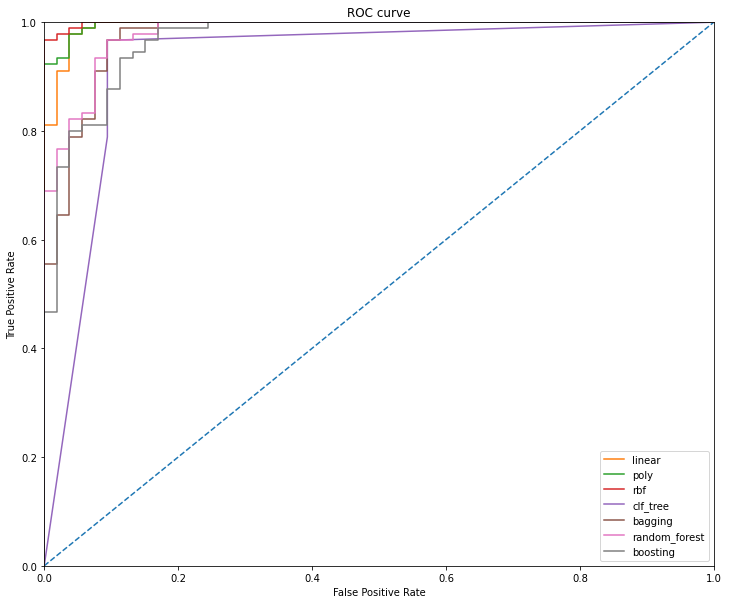 ROC curve
True Positive Rate
1.0
0.8
0.6
0.4
0.2
0.0
0.0 0.2 0.4 0.6 0.8 1.0
False Positive Rate
linear
poly
rbf
clf_tree
bagging
random_forest
boosting